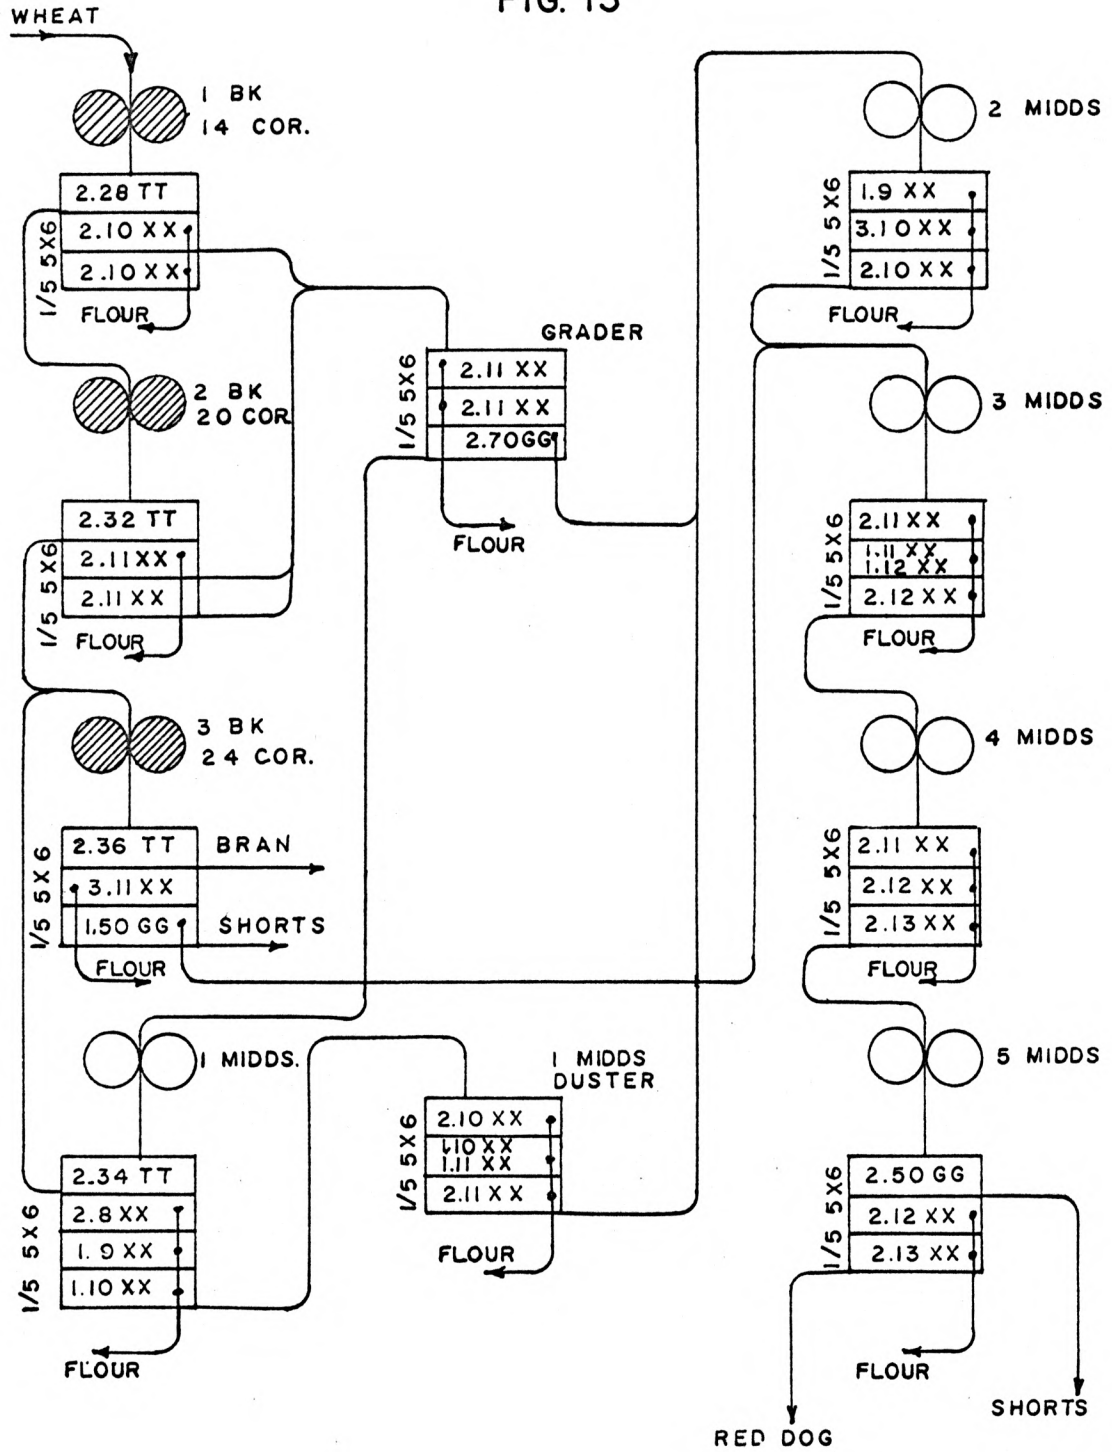 FIG. 13
WHEAT
1 BK
14 COR.
2.28 TT
2.10 XX
2.10 XX
1/5 5X6
FLOUR
2 BK
20 COR.
2.32 TT
2.11 XX
2.11 XX
1/5 5X6
FLOUR
3 BK
24 COR.
2.36 TT
BRAN
3.11 XX
1.50 GG
SHORTS
1/5 5X6
FLOUR
1 MIDDS.
2.34 TT
2.8 XX
1.9 XX
1.10 XX
1/5 5X6
FLOUR
GRADER
2.11 XX
2.11 XX
2.70GG
1/5 5X6
FLOUR
1 MIDDS
DUSTER
2.10 XX
1.10 XX
1.11 XX
2.11 XX
1/5 5X6
FLOUR
2 MIDDS
1.9 XX
3.10 XX
2.10 XX
1/5 5X6
FLOUR
3 MIDDS
2.11 XX
1.11 XX
1.12 XX
2.12 XX
1/5 5X6
FLOUR
4 MIDDS
2.11 XX
2.12 XX
2.13 XX
1/5 5X6
FLOUR
5 MIDDS
2.50 GG
2.12 XX
2.13 XX
1/5 5X6
FLOUR
RED DOG
SHORTS